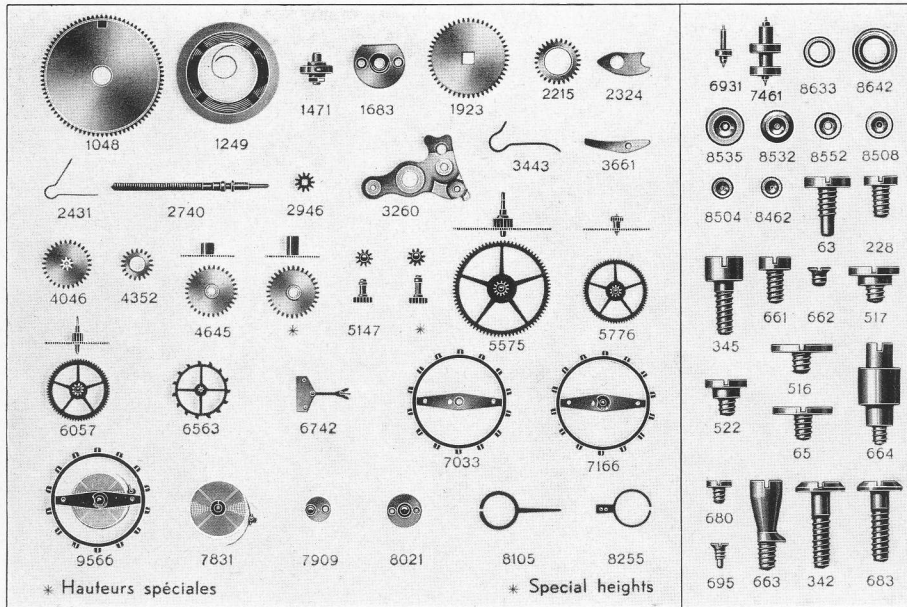 1048 1249 1471 1683 1923 2215 2324
2431 2740 2946 3260 3443 3661
4046 4352 4645 * 5147 * 5575 5776
6057 6563 6742 7033 7166
9566 7831 7909 8021 8105 8255
* Hauteurs spéciales * Special heights
6931 7461 8633 8642
8535 8532 8552 8508
8504 8462 63 228
345 661 662 517
522 516 65 664
680
695 663 342 683